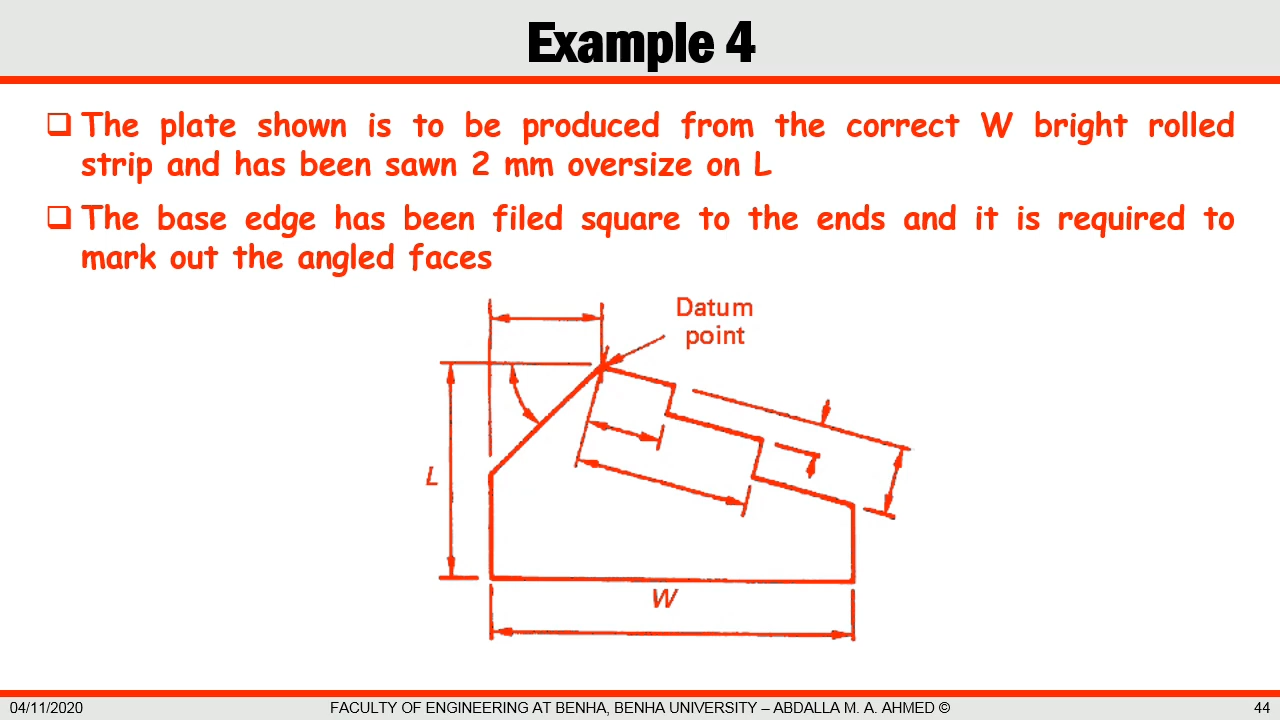 Example 4
❑ The plate shown is to be produced from the correct W bright rolled
strip and has been sawn 2 mm oversize on L
❑ The base edge has been filed square to the ends and it is required to
mark out the angled faces
Datum
point
L
W
04/11/2020
FACULTY OF ENGINEERING AT BENHA, BENHA UNIVERSITY – ABDALLA M. A. AHMED ©
44